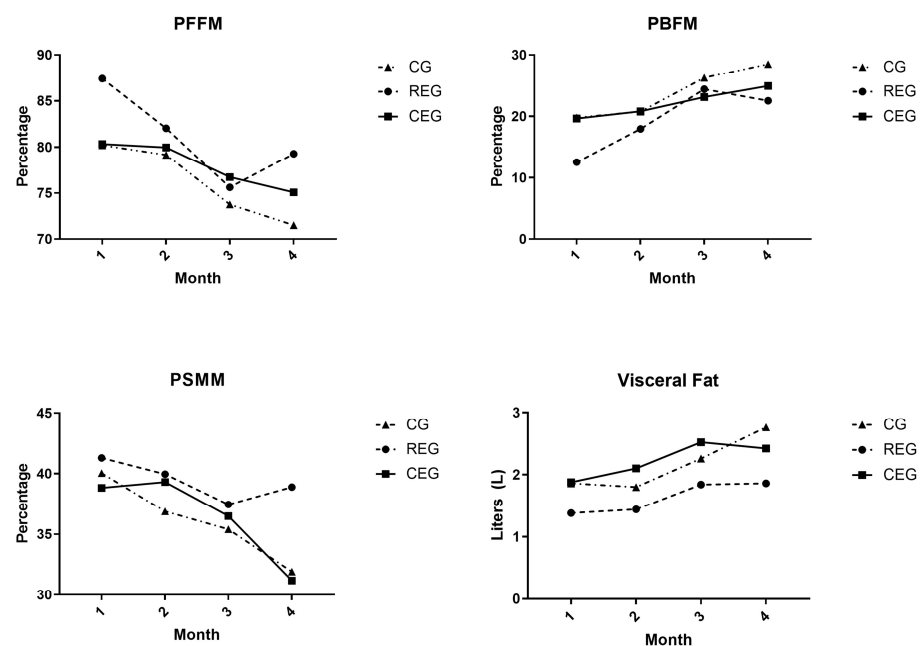 PFFM
90
85
80
75
70
Percentage
1 2 3 4
Month
CG
REG
CEG
PBFM
30
20
10
0
Percentage
1 2 3 4
Month
CG
REG
CEG
PSMM
45
40
35
30
Percentage
1 2 3 4
Month
CG
REG
CEG
Visceral Fat
3
2
1
0
Liters (L)
1 2 3 4
Month
CG
REG
CEG